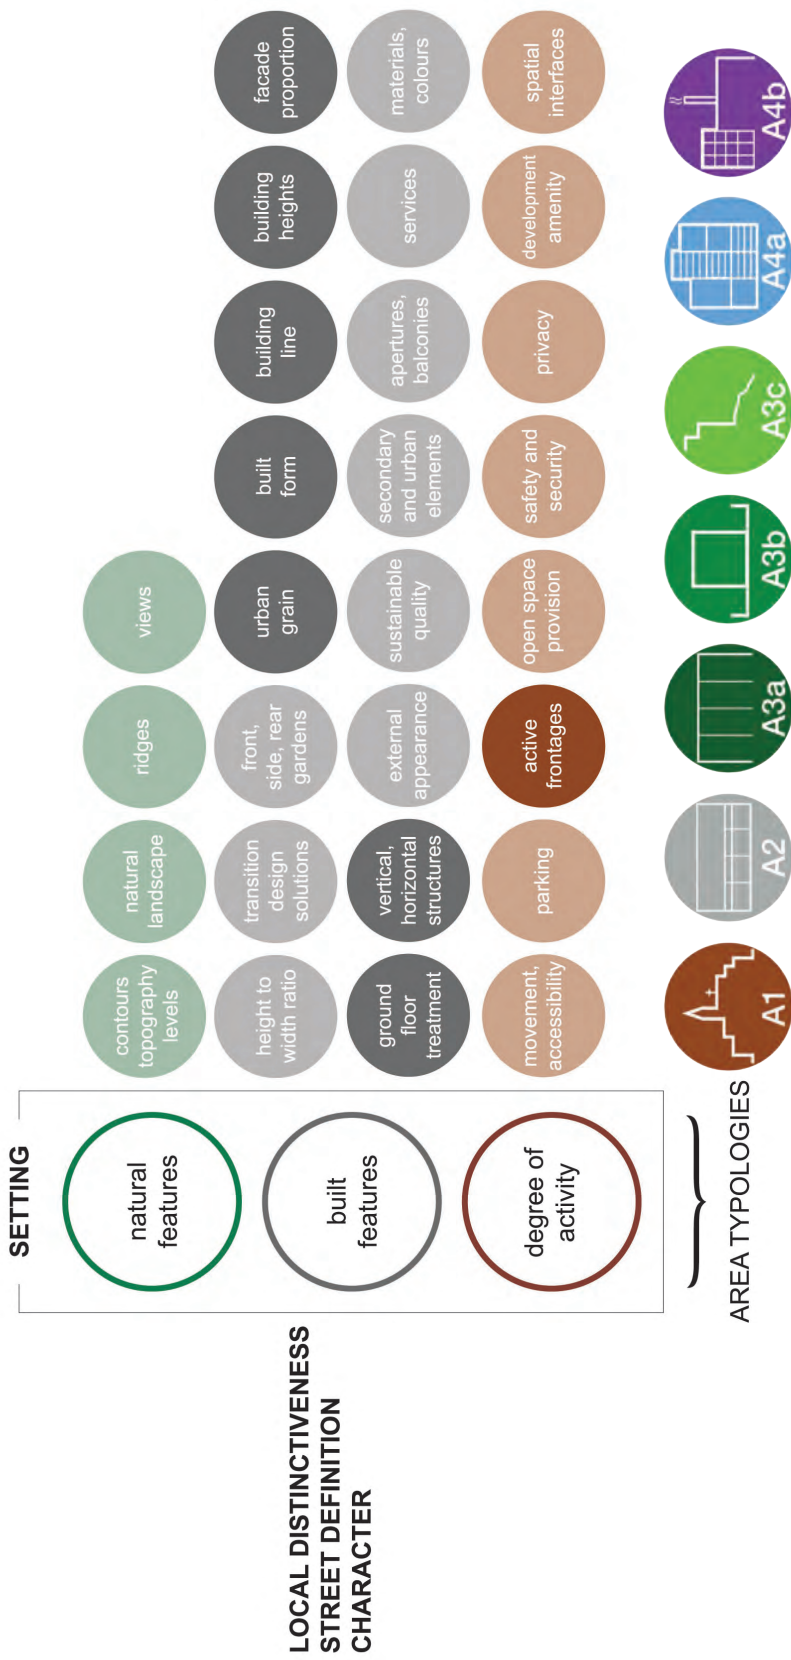 SETTING
LOCAL DISTINCTIVENESS
STREET DEFINITION
CHARACTER
natural
features
contours
topography
levels
natural
landscape
ridges
views
built
features
height to
width ratio
transition
design
solutions
front,
side, rear
gardens
urban
grain
built
form
building
line
building
heights
facade
proportion
ground
floor
treatment
vertical,
horizontal
structures
external
appearance
sustainable
quality
secondary
and urban
elements
apertures,
balconies
services
materials,
colours
degree of
activity
movement,
accessibility
parking
active
frontages
open space
provision
safety and
security
privacy
development
amenity
spatial
interfaces
AREA TYPOLOGIES
A1
A2
A3a
A3b
A3c
A4a
A4b